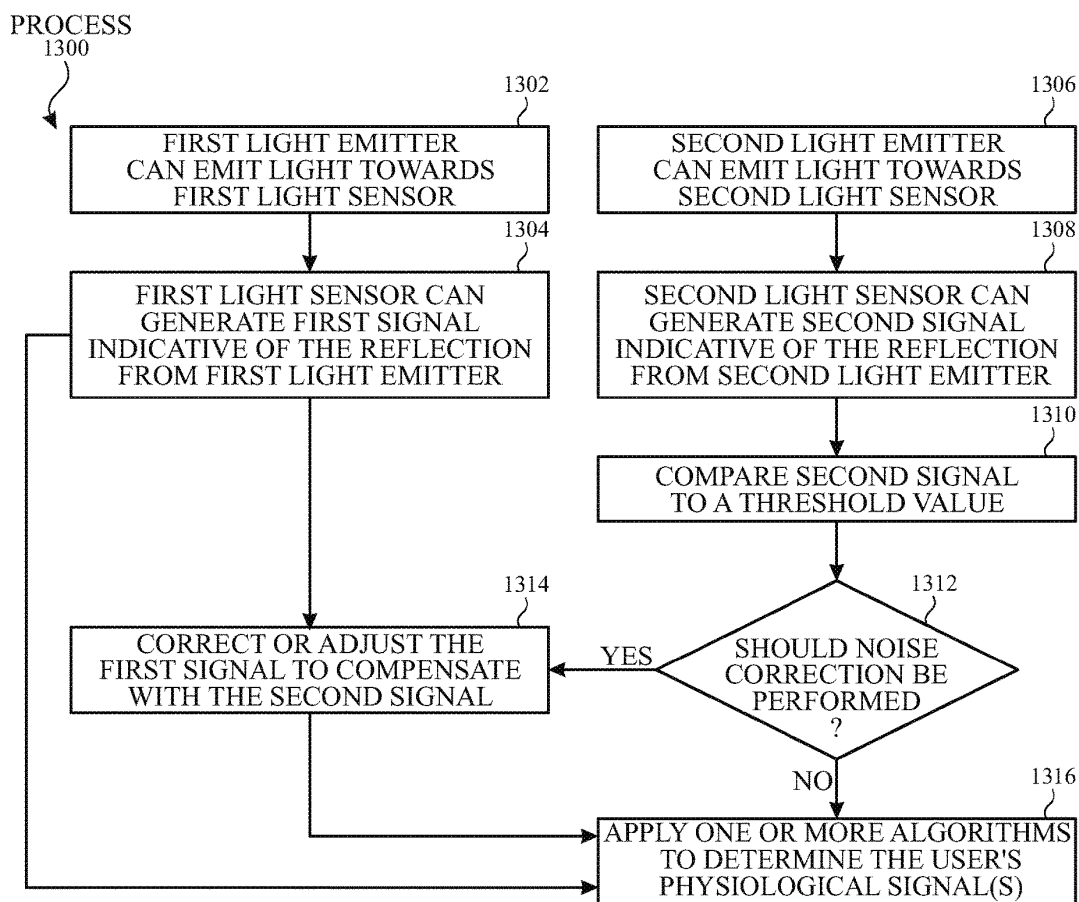 PROCESS
1300
1302
FIRST LIGHT EMITTER
CAN EMIT LIGHT TOWARDS
FIRST LIGHT SENSOR
1306
SECOND LIGHT EMITTER
CAN EMIT LIGHT TOWARDS
SECOND LIGHT SENSOR
1304
FIRST LIGHT SENSOR CAN
GENERATE FIRST SIGNAL
INDICATIVE OF THE REFLECTION
FROM FIRST LIGHT EMITTER
1308
SECOND LIGHT SENSOR CAN
GENERATE SECOND SIGNAL
INDICATIVE OF THE REFLECTION
FROM SECOND LIGHT EMITTER
1310
COMPARE SECOND SIGNAL
TO A THRESHOLD VALUE
1312
SHOULD NOISE
CORRECTION BE
PERFORMED
?
YES
1314
CORRECT OR ADJUST THE
FIRST SIGNAL TO COMPENSATE
WITH THE SECOND SIGNAL
NO
1316
APPLY ONE OR MORE ALGORITHMS
TO DETERMINE THE USER'S
PHYSIOLOGICAL SIGNAL(S)